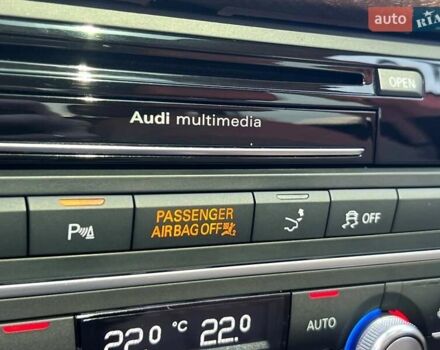 auto RIA
OPEN
Audi multimedia
P
PASSENGER
AIRBAG OFF
OFF
22.0 °C 22.0
AUTO